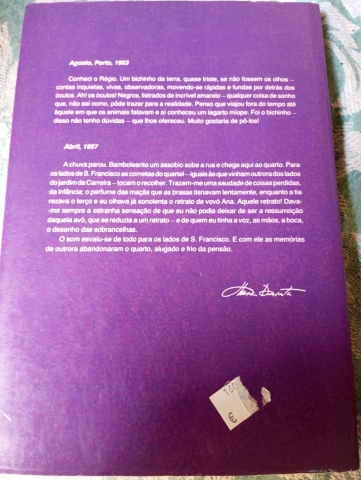 Agosto, Porto, 1953
Conheci o Régio. Um bichinho da terra, quase triste, se não fossem os olhos –
contas inquietas, vivas, observadoras, movendo-se rápidas e fundas por detrás dos
óculos. Ah! os óculos! Negros, listrados de incrível amarelo – qualquer coisa de sonho
que, não sei como, pôde trazer para a realidade. Penso que viajou fora do tempo até
àquele em que os animais falavam e aí conheceu um lagarto míope. Foi o bichinho –
disso não tenho dúvidas – que lhos ofereceu. Muito gostaria de pô-los!
Abril, 1957
A chuva parou. Bamboleante um assobio sobe a rua e chega aqui ao quarto. Para
os lados de S. Francisco as cornetas do quartel – iguais às que vinham outrora dos lados
do jardim da Carreira – tocam o recolher. Trazem-me uma saudade de coisas perdidas,
da infância: o perfume das maçãs que as brasas tisnavam lentamente, enquanto a tia
rezava o terço e eu olhava já sonolenta o retrato de vovó Ana. Aquele retrato! Dava-
-me sempre a estranha sensação de que eu não podia deixar de ser a ressurreição
daquela avó, que se reduzia a um retrato – e de quem eu tinha a voz, as mãos, a boca,
o desenho das sobrancelhas.
O som esvaiu-se de todo para os lados de S. Francisco. E com ele as memórias
de outrora abandonaram o quarto, alugado e frio da pensão.